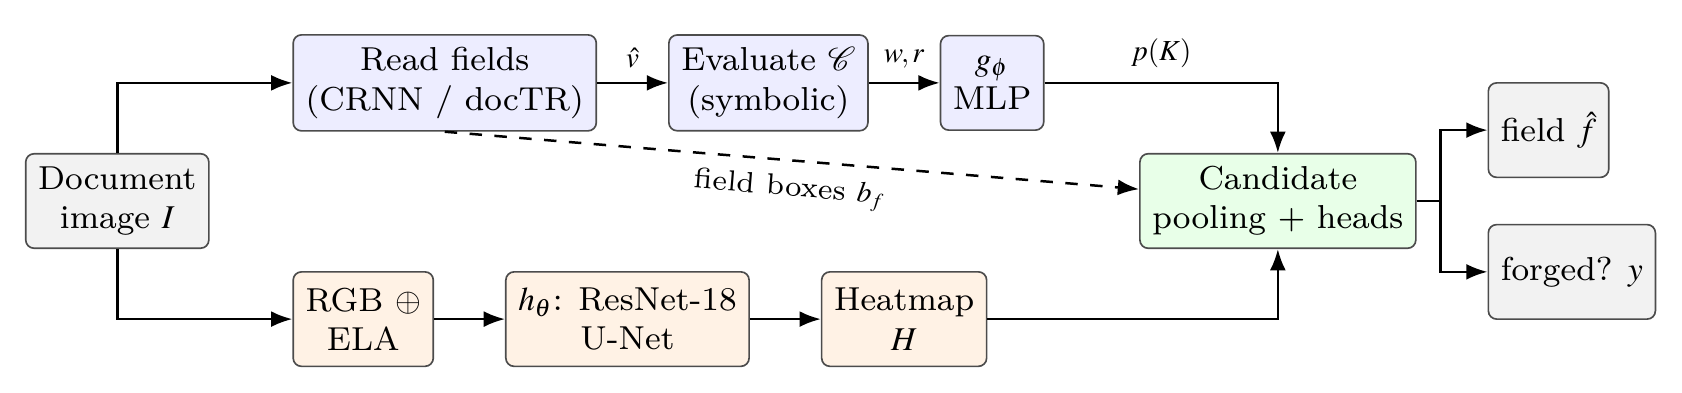 Read fields
(CRNN / docTR)
v̂
Evaluate 𝒞
(symbolic)
w, r
g_ϕ
MLP
p(K)
Document
image I
field boxes b_f
Candidate
pooling + heads
field f̂
forged? y
RGB ⊕
ELA
h_θ: ResNet-18
U-Net
Heatmap
H